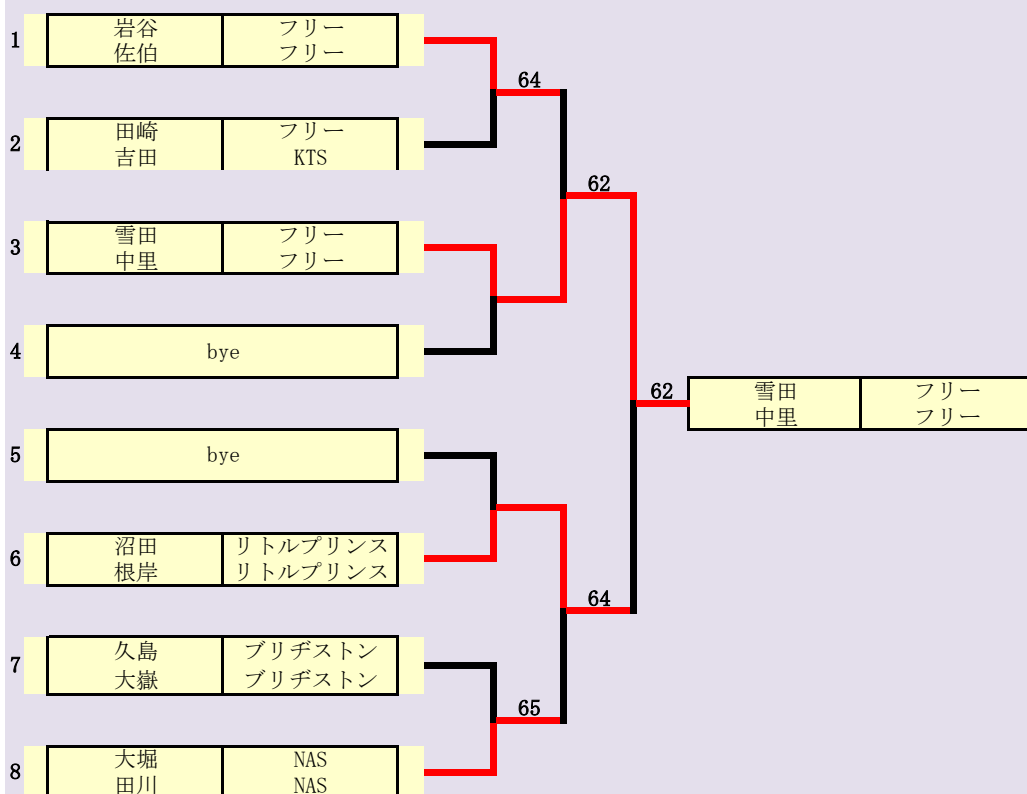 1 岩谷 フリー
佐伯 フリー
64
2 田崎 フリー
吉田 KTS
62
3 雪田 フリー
中里 フリー
4 bye
62 雪田 フリー
中里 フリー
5 bye
6 沼田 リトルプリンス
根岸 リトルプリンス
64
7 久島 ブリヂストン
大嶽 ブリヂストン
65
8 大堀 NAS
田川 NAS